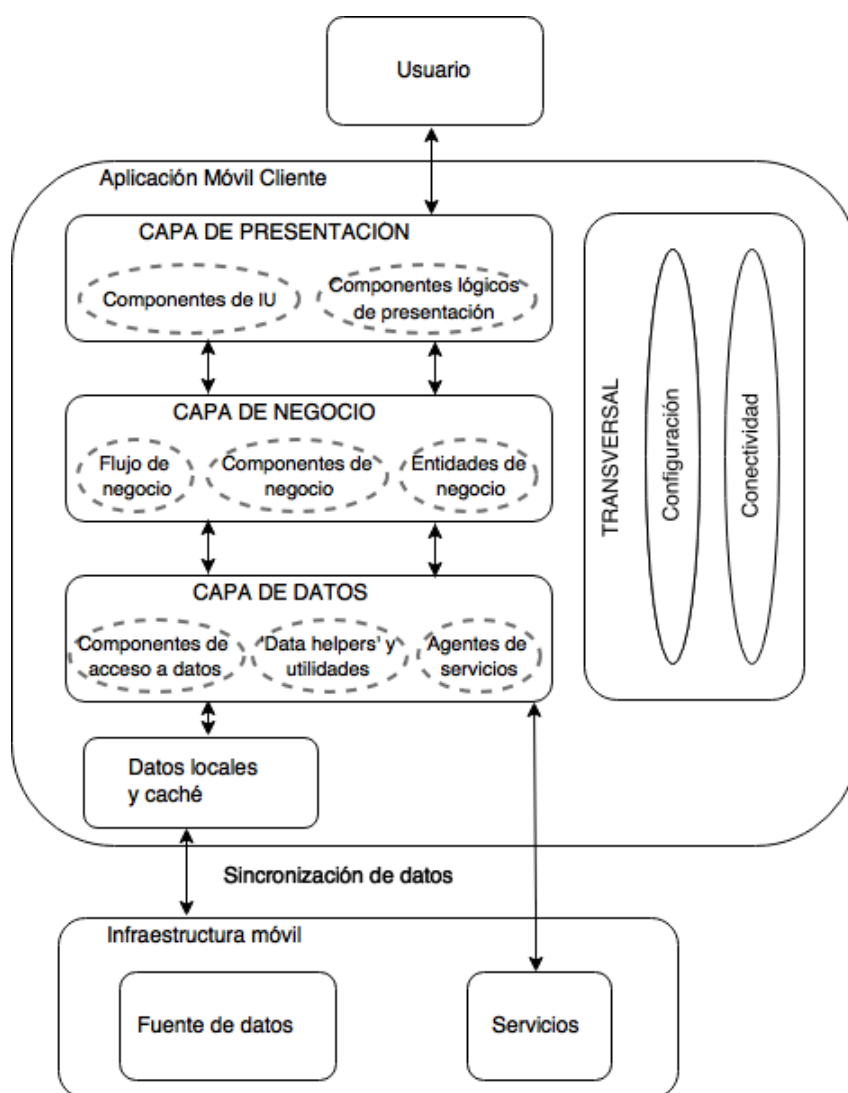 Usuario
Aplicación Móvil Cliente
CAPA DE PRESENTACION
Componentes de IU
Componentes lógicos
de presentación
CAPA DE NEGOCIO
Flujo de
negocio
Componentes de
negocio
Entidades de
negocio
CAPA DE DATOS
Componentes de
acceso a datos
'Data helpers' y
utilidades
Agentes de
servicios
Datos locales
y caché
TRANSVERSAL
Configuración
Conectividad
Sincronización de datos
Infraestructura móvil
Fuente de datos
Servicios